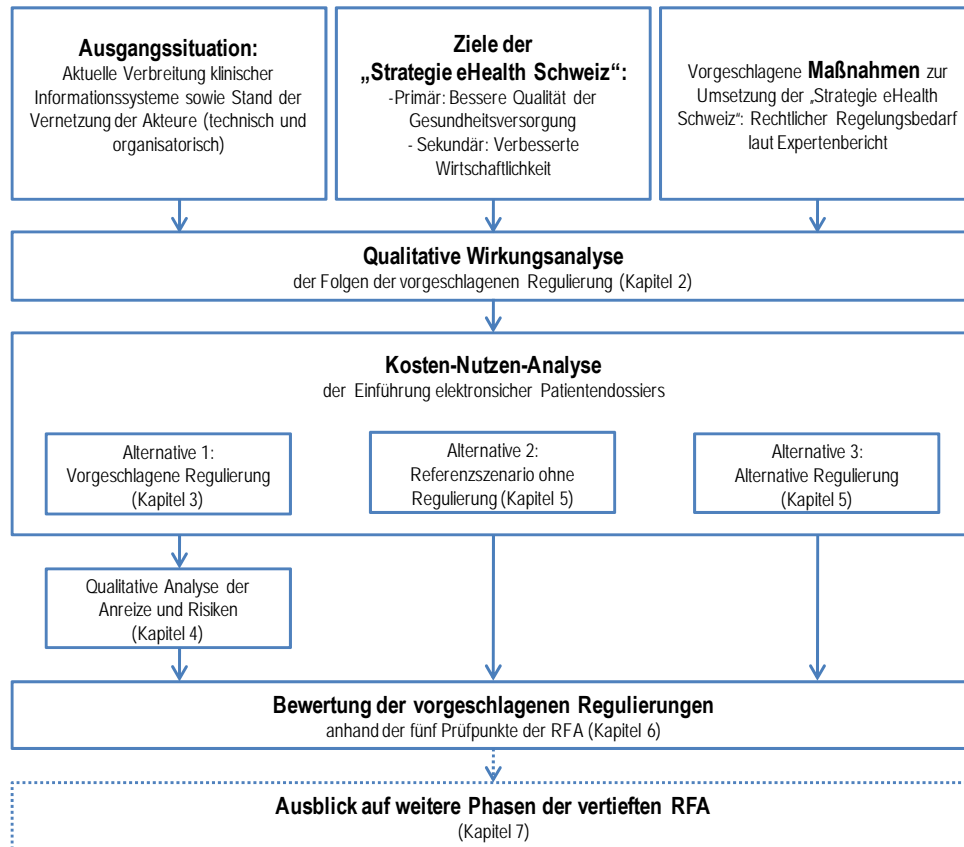 Ausgangssituation:
Aktuelle Verbreitung klinischer
Informationssysteme sowie Stand der
Vernetzung der Akteure (technisch und
organisatorisch)
Ziele der
„Strategie eHealth Schweiz“:
-Primär: Bessere Qualität der
Gesundheitsversorgung
- Sekundär: Verbesserte
Wirtschaftlichkeit
Vorgeschlagene Maßnahmen zur
Umsetzung der „Strategie eHealth
Schweiz“: Rechtlicher Regelungsbedarf
laut Expertenbericht
Qualitative Wirkungsanalyse
der Folgen der vorgeschlagenen Regulierung (Kapitel 2)
Kosten-Nutzen-Analyse
der Einführung elektronsicher Patientendossiers
Alternative 1:
Vorgeschlagene Regulierung
(Kapitel 3)
Alternative 2:
Referenzszenario ohne
Regulierung (Kapitel 5)
Alternative 3:
Alternative Regulierung
(Kapitel 5)
Qualitative Analyse der
Anreize und Risiken
(Kapitel 4)
Bewertung der vorgeschlagenen Regulierungen
anhand der fünf Prüfpunkte der RFA (Kapitel 6)
Ausblick auf weitere Phasen der vertieften RFA
(Kapitel 7)